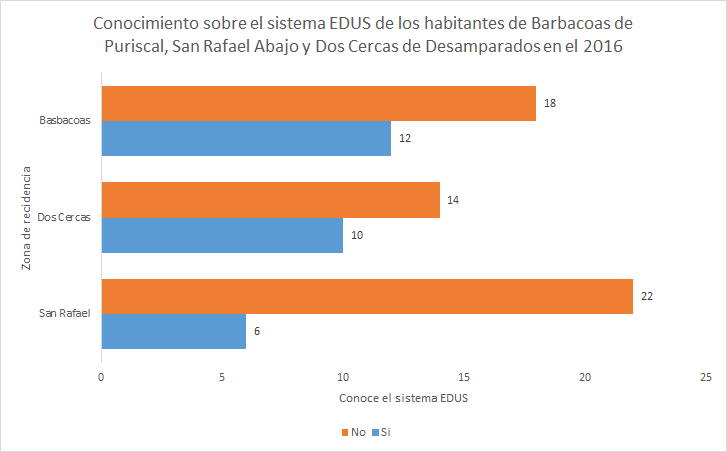 Conocimiento sobre el sistema EDUS de los habitantes de Barbacoas de
Puriscal, San Rafael Abajo y Dos Cercas de Desamparados en el 2016
Zona de recidencia
Basbacoas
18
12
Dos Cercas
14
10
San Rafael
22
6
0 5 10 15 20 25
Conoce el sistema EDUS
No Si